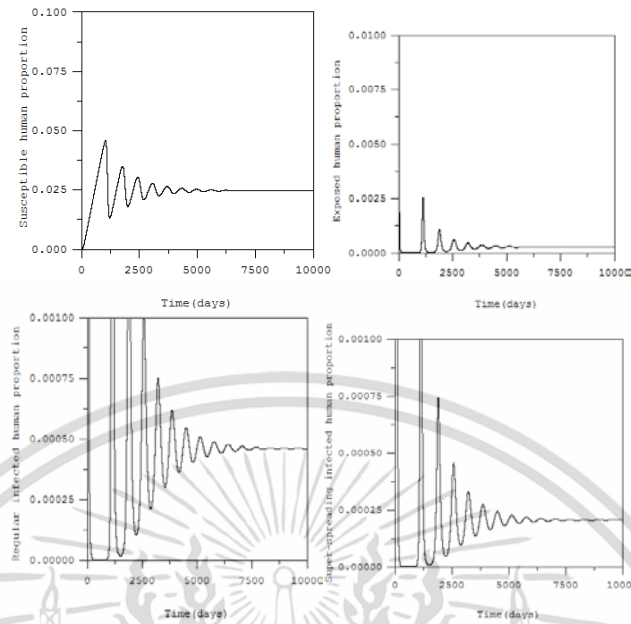 Susceptible human proportion
0.100
0.075
0.050
0.025
0.000
0 2500 5000 7500 10000
Time(days)
Exposed human proportion
0.0100
0.0075
0.0050
0.0025
0.0000
0 2500 5000 7500 10000
Time(days)
Regular infected human proportion
0.00100
0.00075
0.00050
0.00025
0.00000
0 2500 5000 7500 10000
Time(days)
Super-spreading infected human proportion
0.00100
0.00075
0.00050
0.00025
0.00000
0 2500 5000 7500 10000
Time(days)